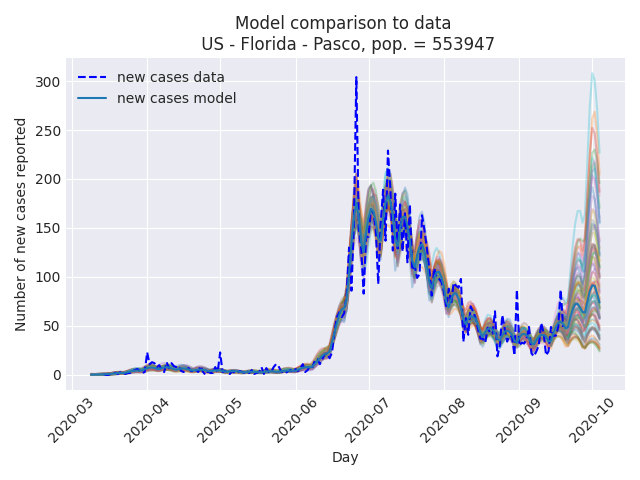 Model comparison to data
US - Florida - Pasco, pop. = 553947
new cases data
new cases model
Number of new cases reported
300
250
200
150
100
50
0
2020-03
2020-04
2020-05
2020-06
2020-07
2020-08
2020-09
2020-10
Day